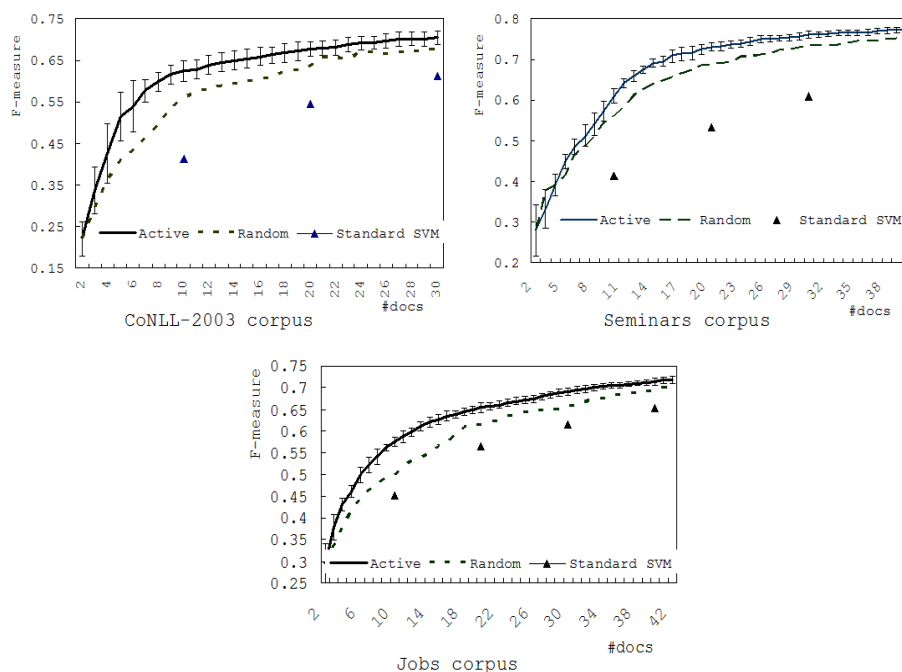 F-measure
0.75
0.65
0.55
0.45
0.35
0.25
0.15
Active Random Standard SVM
2 4 6 8 10 12 14 16 18 20 22 24 26 28 30
#docs
CoNLL-2003 corpus
F-measure
0.8
0.7
0.6
0.5
0.4
0.3
0.2
Active Random Standard SVM
2 5 8 11 14 17 20 23 26 29 32 35 38
#docs
Seminars corpus
F-measure
0.75
0.7
0.65
0.6
0.55
0.5
0.45
0.4
0.35
0.3
0.25
Active Random Standard SVM
2 6 10 14 18 22 26 30 34 38 42
#docs
Jobs corpus